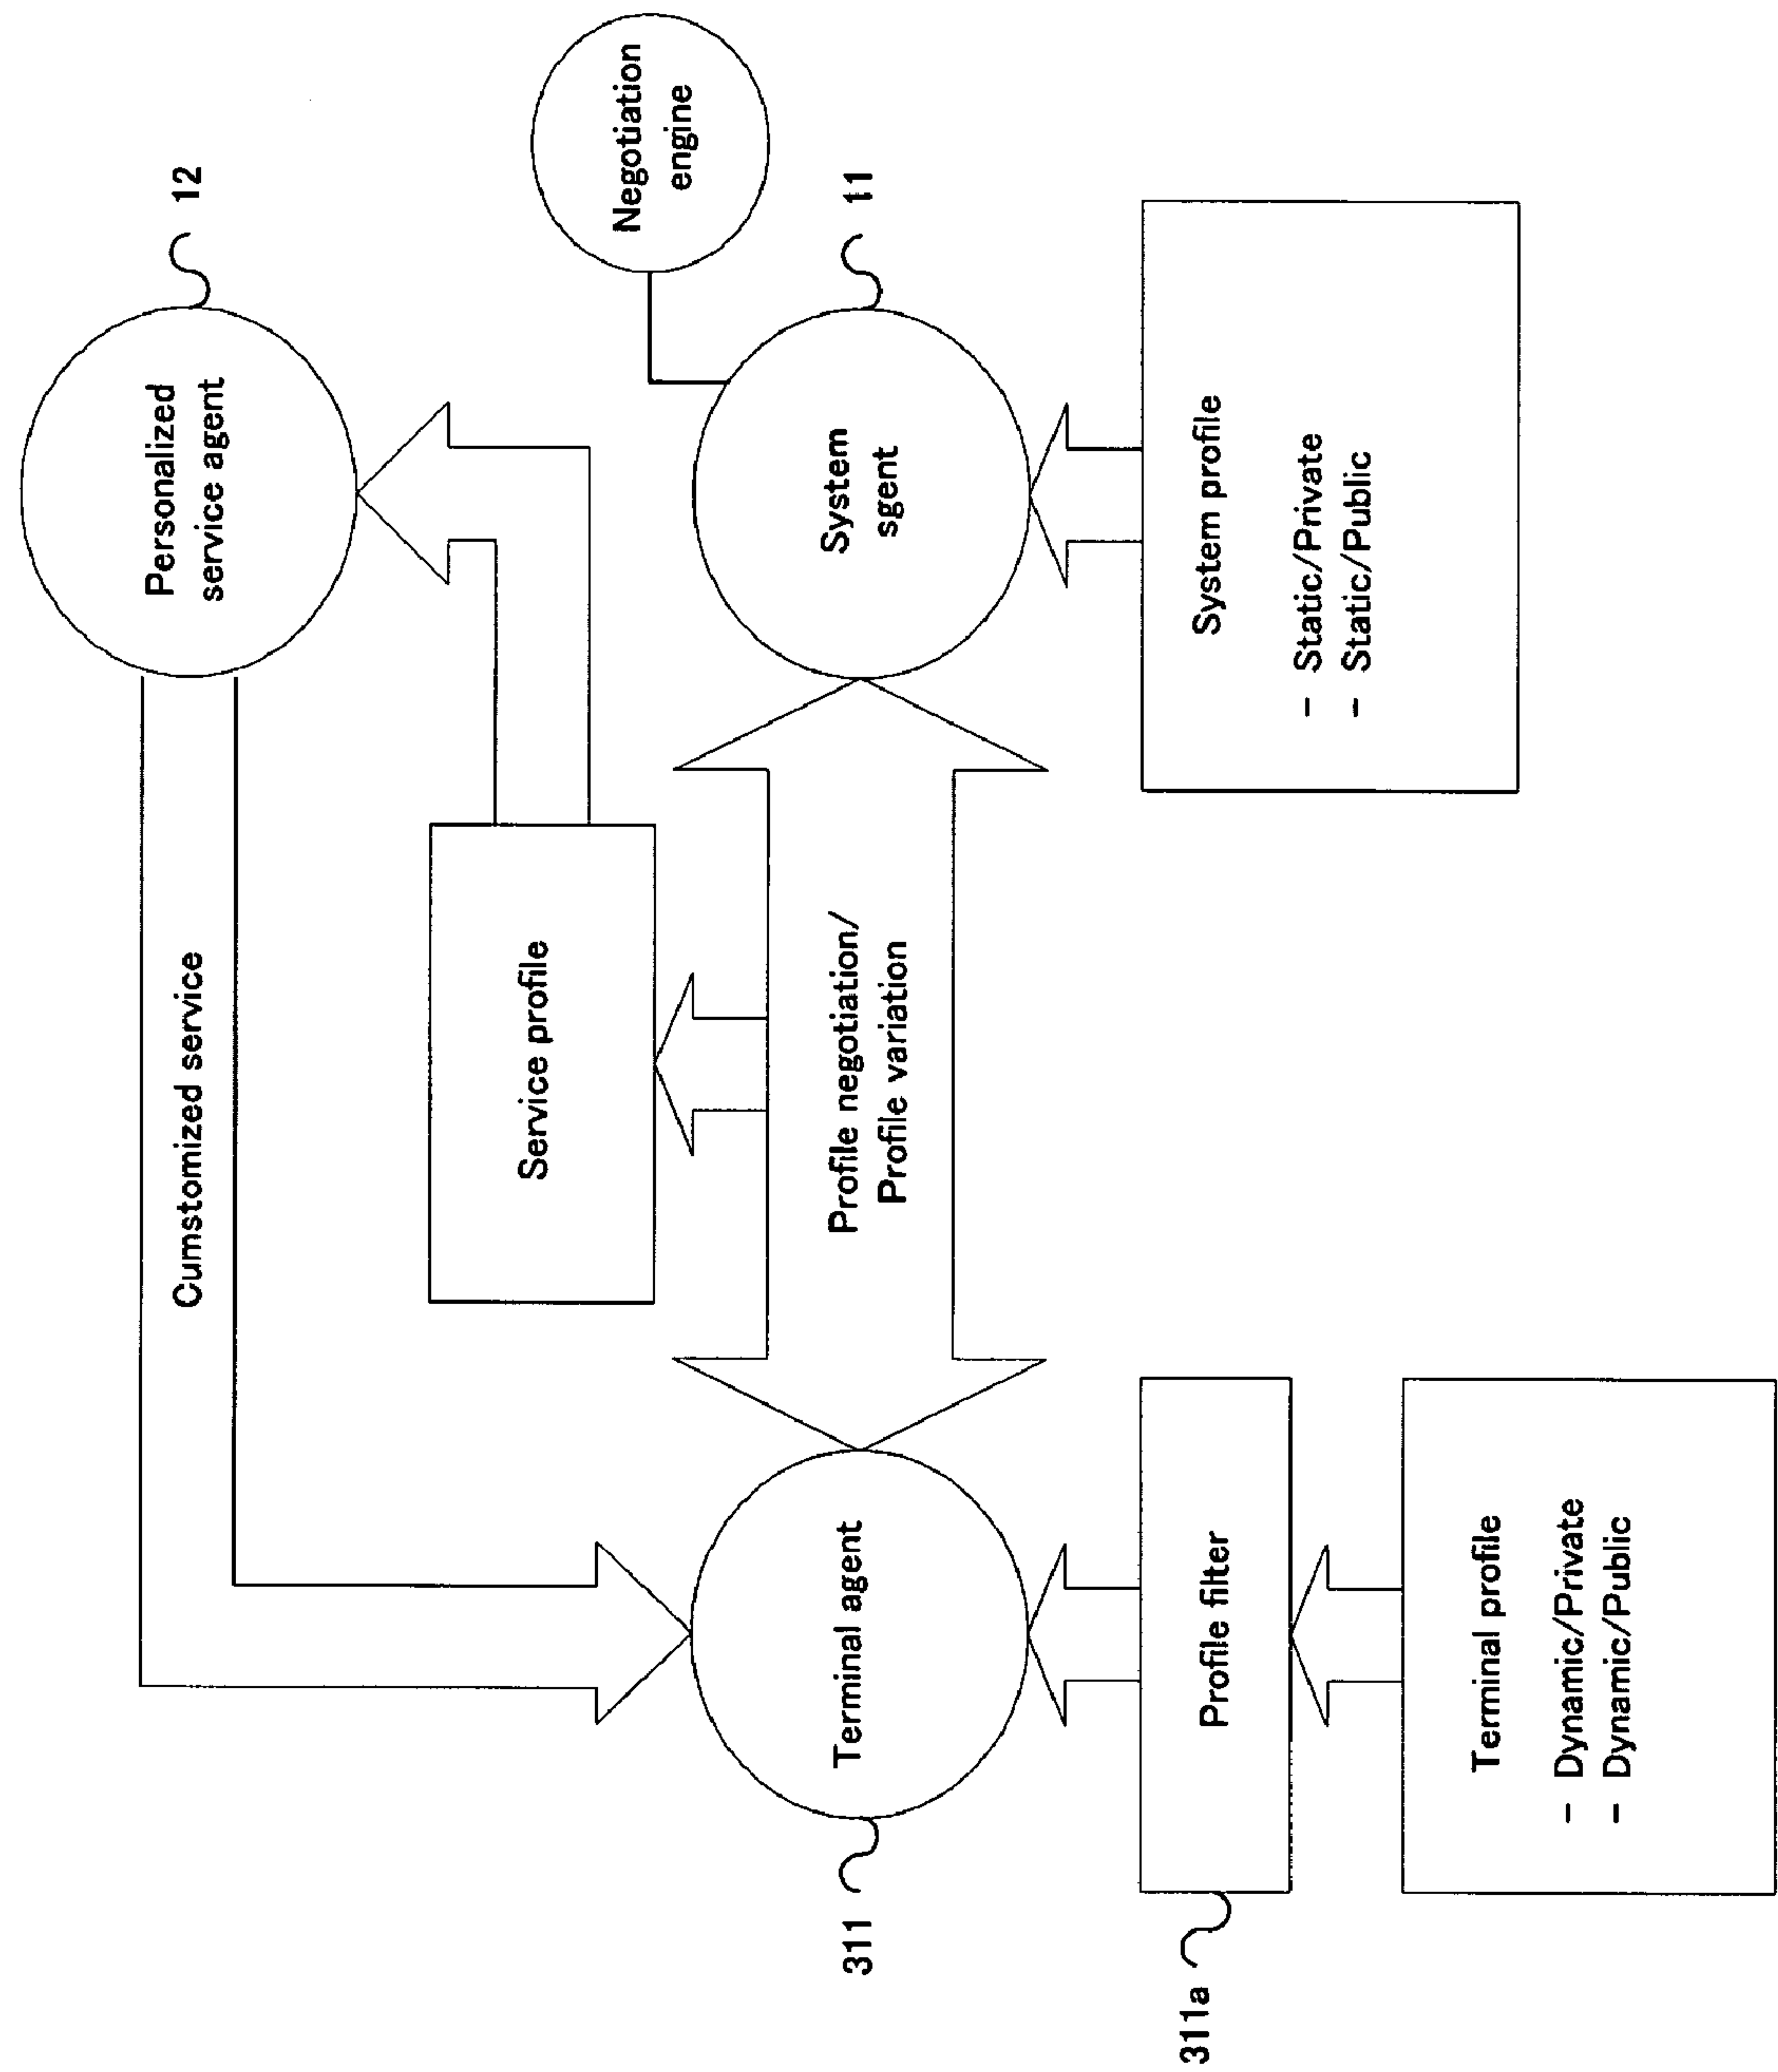 Cumstomized service
Personalized
service agent
12
Service profile
Negotiation
engine
311
Terminal agent
Profile negotiation/
Profile variation
System
sgent
11
311a
Profile filter
System profile
- Static/Private
- Static/Public
Terminal profile
- Dynamic/Private
- Dynamic/Public